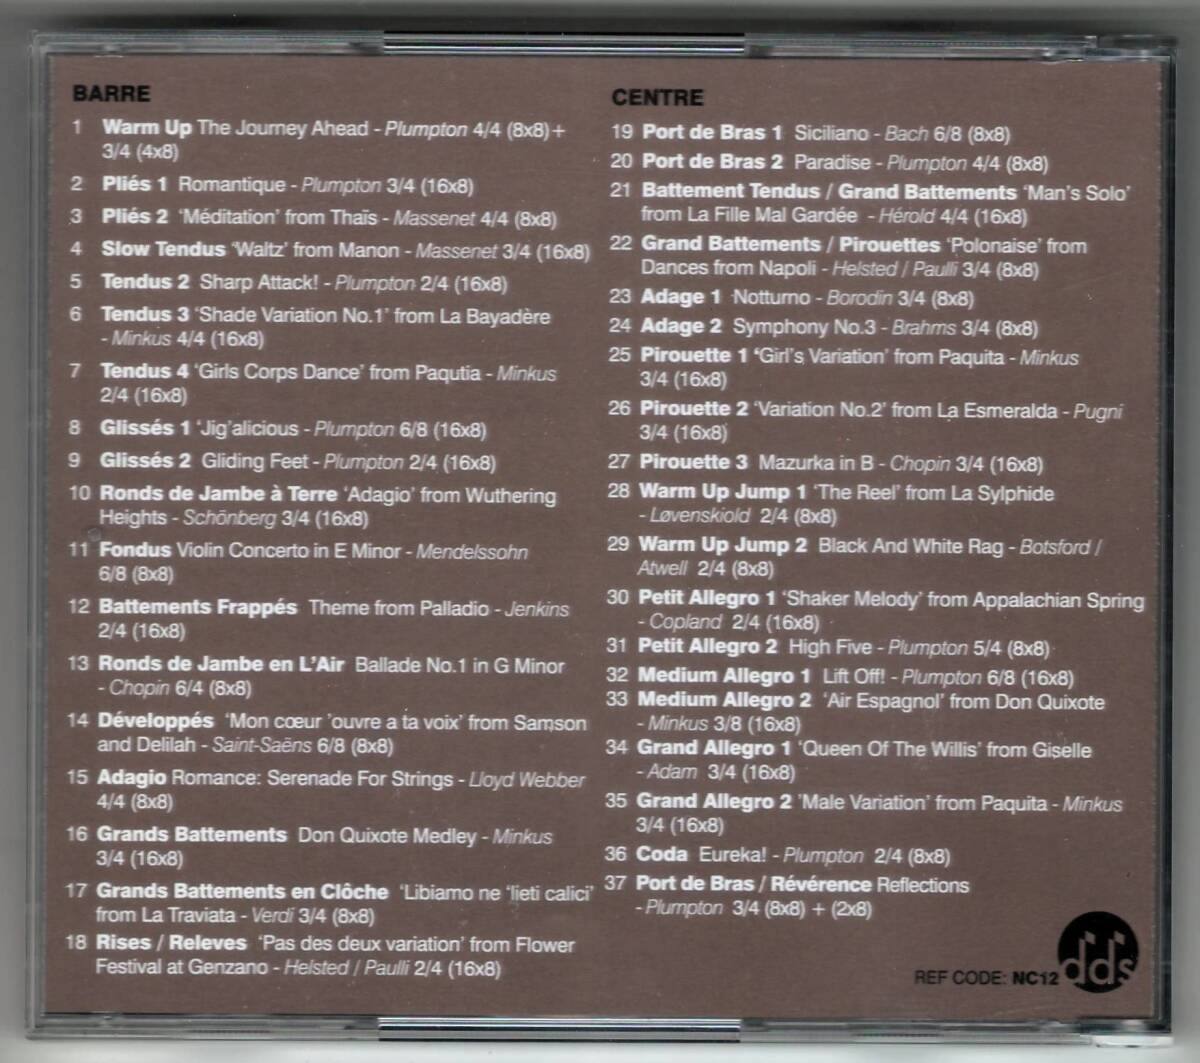 BARRE
1 Warm Up The Journey Ahead - Plumpton 4/4 (8x8) +
3/4 (4x8)
2 Pliés 1 Romantique - Plumpton 3/4 (16x8)
3 Pliés 2 'Méditation' from Thaïs - Massenet 4/4 (8x8)
4 Slow Tendus 'Waltz' from Manon - Massenet 3/4 (16x8)
5 Tendus 2 Sharp Attack! - Plumpton 2/4 (16x8)
6 Tendus 3 'Shade Variation No.1' from La Bayadère
- Minkus 4/4 (16x8)
7 Tendus 4 'Girls Corps Dance' from Paqutia - Minkus
2/4 (16x8)
8 Glissés 1 'Jig'alicious - Plumpton 6/8 (16x8)
9 Glissés 2 Gliding Feet - Plumpton 2/4 (16x8)
10 Ronds de Jambe à Terre 'Adagio' from Wuthering
Heights - Schönberg 3/4 (16x8)
11 Fondus Violin Concerto in E Minor - Mendelssohn
6/8 (8x8)
12 Battements Frappés Theme from Palladio - Jenkins
2/4 (16x8)
13 Ronds de Jambe en L'Air Ballade No.1 in G Minor
- Chopin 6/4 (8x8)
14 Développés 'Mon cœur 'ouvre a ta voix' from Samson
and Delilah - Saint-Saëns 6/8 (8x8)
15 Adagio Romance: Serenade For Strings - Lloyd Webber
4/4 (8x8)
16 Grands Battements Don Quixote Medley - Minkus
3/4 (16x8)
17 Grands Battements en Clôche 'Libiamo ne 'lieti calici'
from La Traviata - Verdi 3/4 (8x8)
18 Rises / Releves 'Pas des deux variation' from Flower
Festival at Genzano - Helsted / Paulli 2/4 (16x8)
CENTRE
19 Port de Bras 1 Siciliano - Bach 6/8 (8x8)
20 Port de Bras 2 Paradise - Plumpton 4/4 (8x8)
21 Battement Tendus / Grand Battements 'Man's Solo'
from La Fille Mal Gardée - Hérold 4/4 (16x8)
22 Grand Battements / Pirouettes 'Polonaise' from
Dances from Napoli - Helsted / Paulli 3/4 (8x8)
23 Adage 1 Notturno - Borodin 3/4 (8x8)
24 Adage 2 Symphony No.3 - Brahms 3/4 (8x8)
25 Pirouette 1 'Girl's Variation' from Paquita - Minkus
3/4 (16x8)
26 Pirouette 2 'Variation No.2' from La Esmeralda - Pugni
3/4 (16x8)
27 Pirouette 3 Mazurka in B - Chopin 3/4 (16x8)
28 Warm Up Jump 1 'The Reel' from La Sylphide
- Løvenskiold 2/4 (8x8)
29 Warm Up Jump 2 Black And White Rag - Botsford /
Atwell 2/4 (8x8)
30 Petit Allegro 1 'Shaker Melody' from Appalachian Spring
- Copland 2/4 (16x8)
31 Petit Allegro 2 High Five - Plumpton 5/4 (8x8)
32 Medium Allegro 1 Lift Off! - Plumpton 6/8 (16x8)
33 Medium Allegro 2 'Air Espagnol' from Don Quixote
- Minkus 3/8 (16x8)
34 Grand Allegro 1 'Queen Of The Willis' from Giselle
- Adam 3/4 (16x8)
35 Grand Allegro 2 'Male Variation' from Paquita - Minkus
3/4 (16x8)
36 Coda Eureka! - Plumpton 2/4 (8x8)
37 Port de Bras / Révérence Reflections
- Plumpton 3/4 (8x8) + (2x8)
REF CODE: NC12
dds